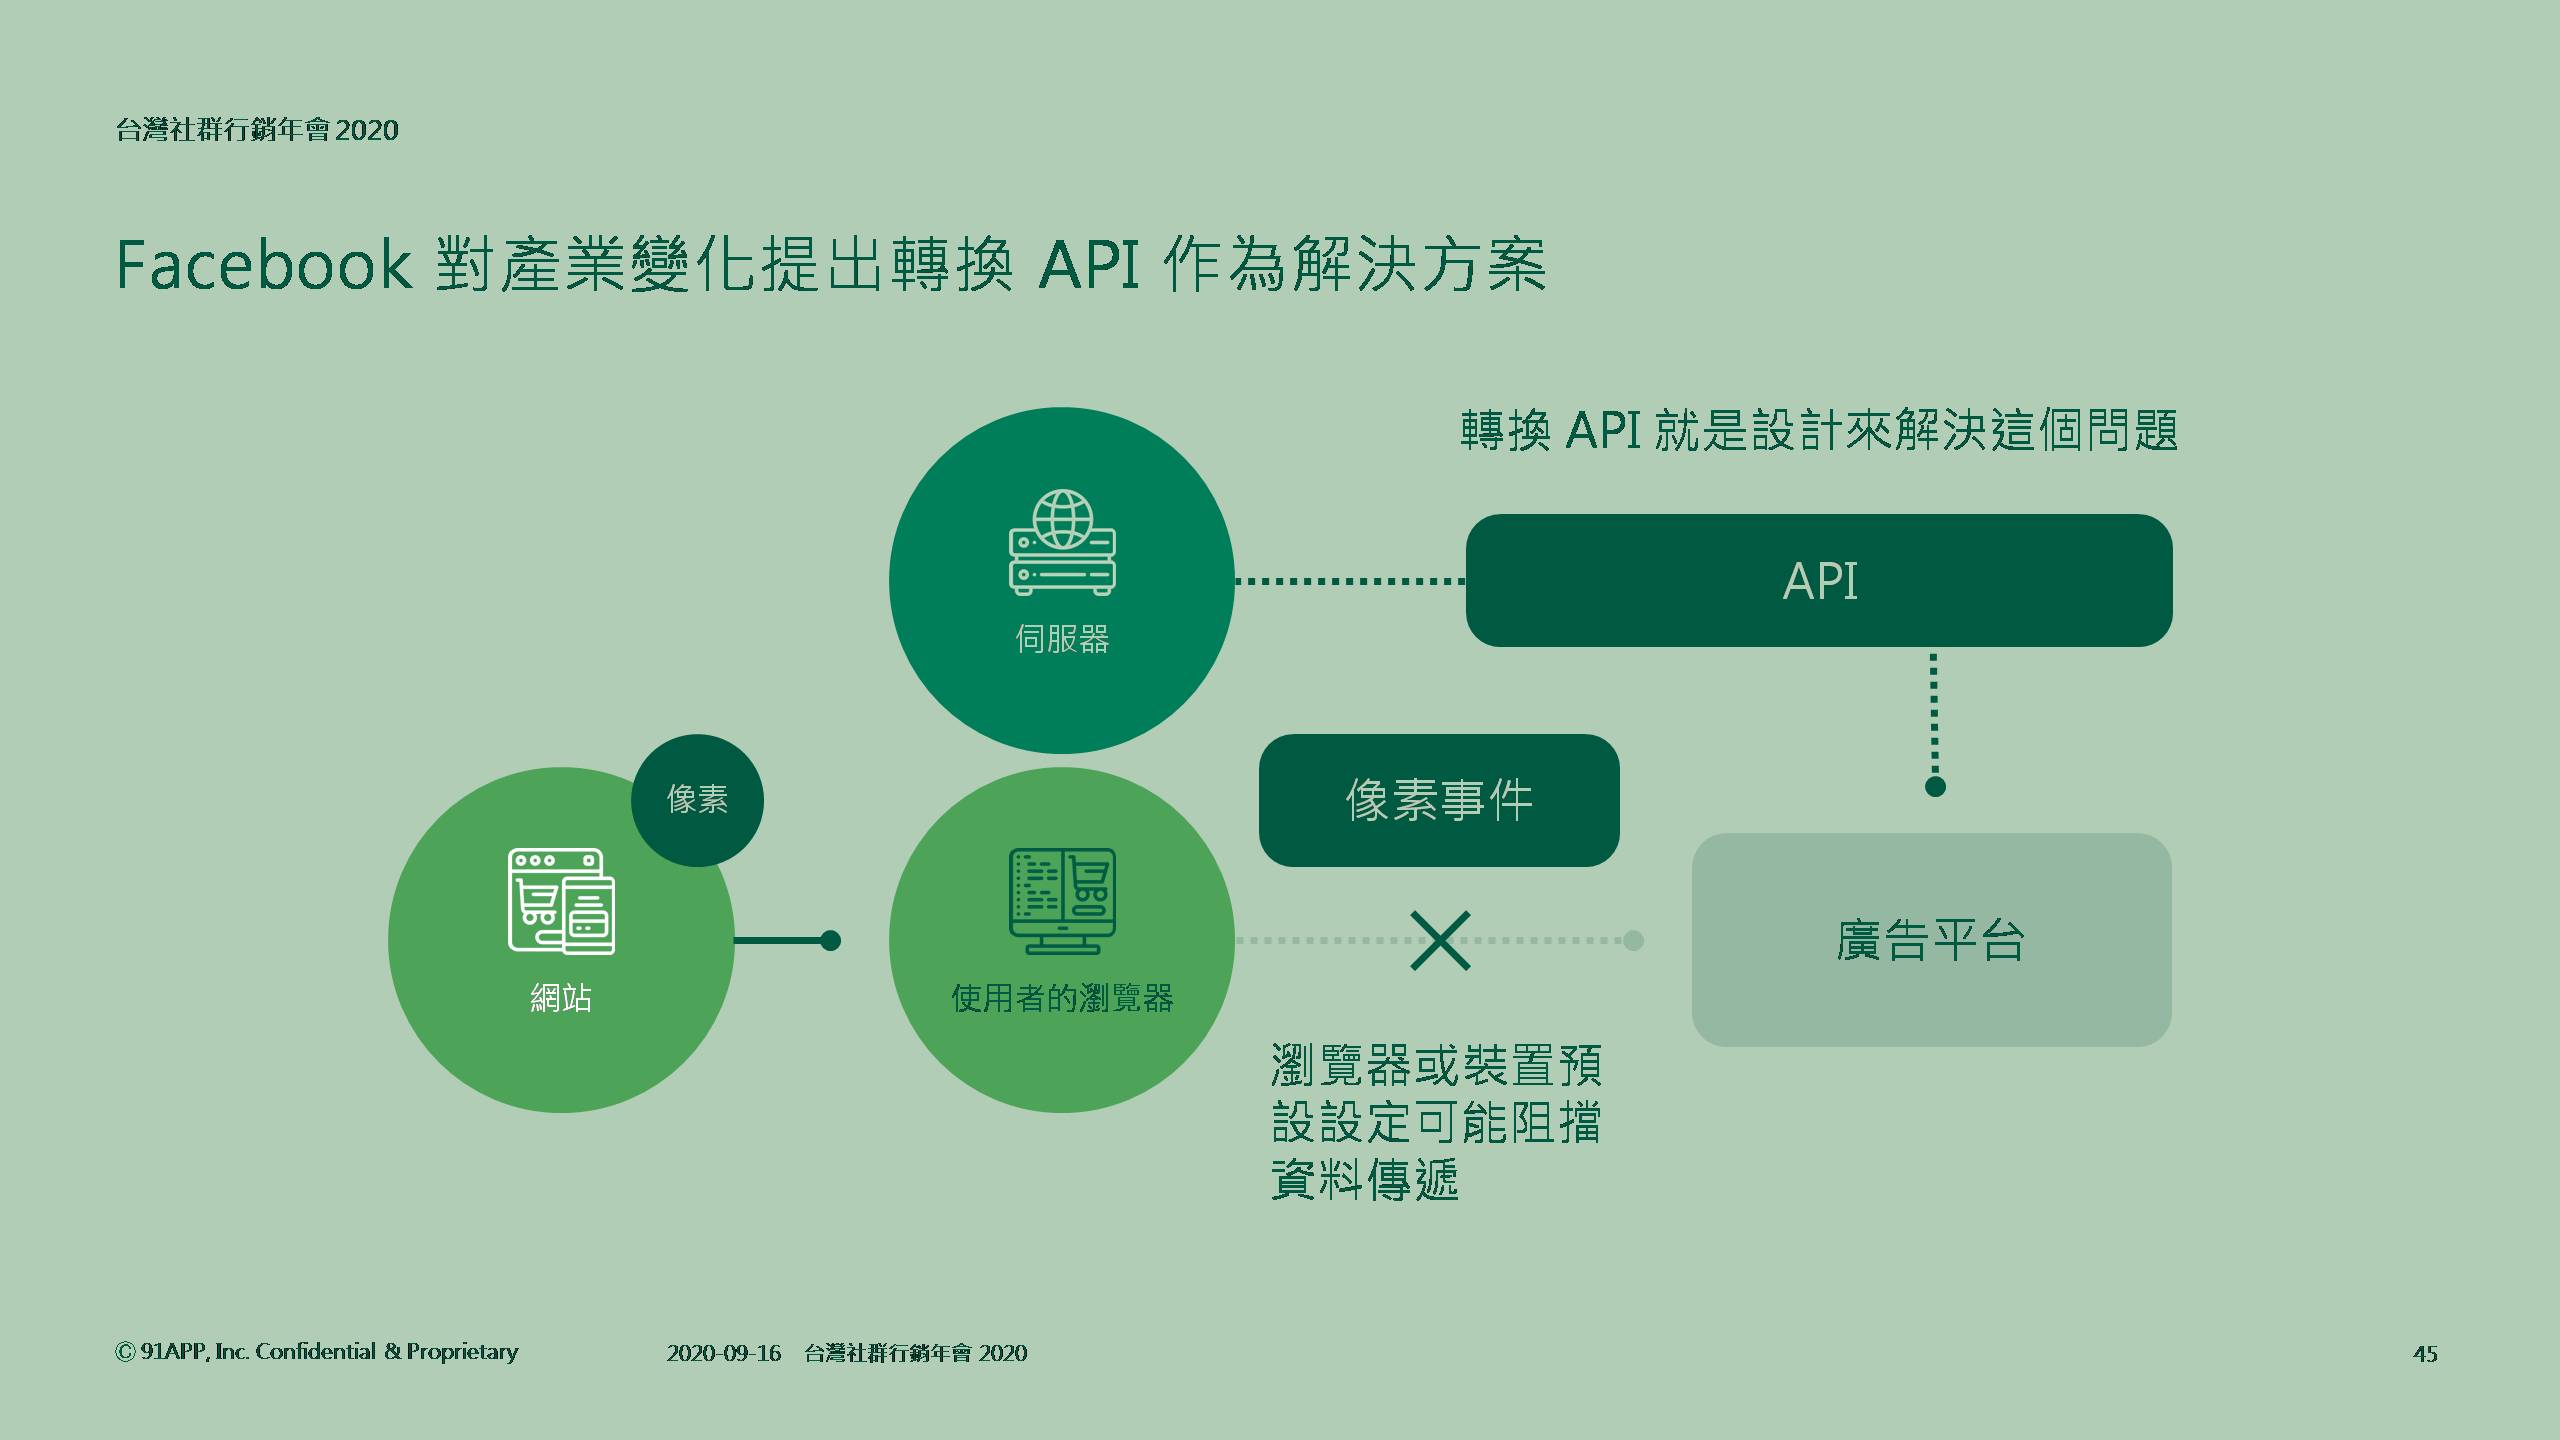 台灣社群行銷年會 2020
Facebook 對產業變化提出轉換 API 作為解決方案
轉換 API 就是設計來解決這個問題
API
伺服器
像素
像素事件
網站
使用者的瀏覽器
廣告平台
瀏覽器或裝置預
設設定可能阻擋
資料傳遞
© 91APP, Inc. Confidential & Proprietary
2020-09-16 台灣社群行銷年會 2020
45